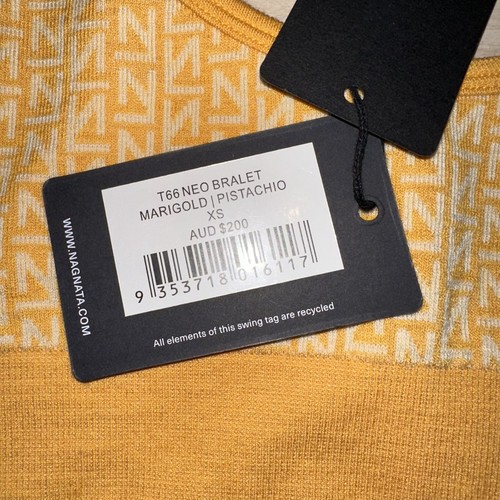 T66 NEO BRALET
MARIGOLD | PISTACHIO
XS
AUD $200
9 353718 016117
WWW.NAGNATA.COM
All elements of this swing tag are recycled